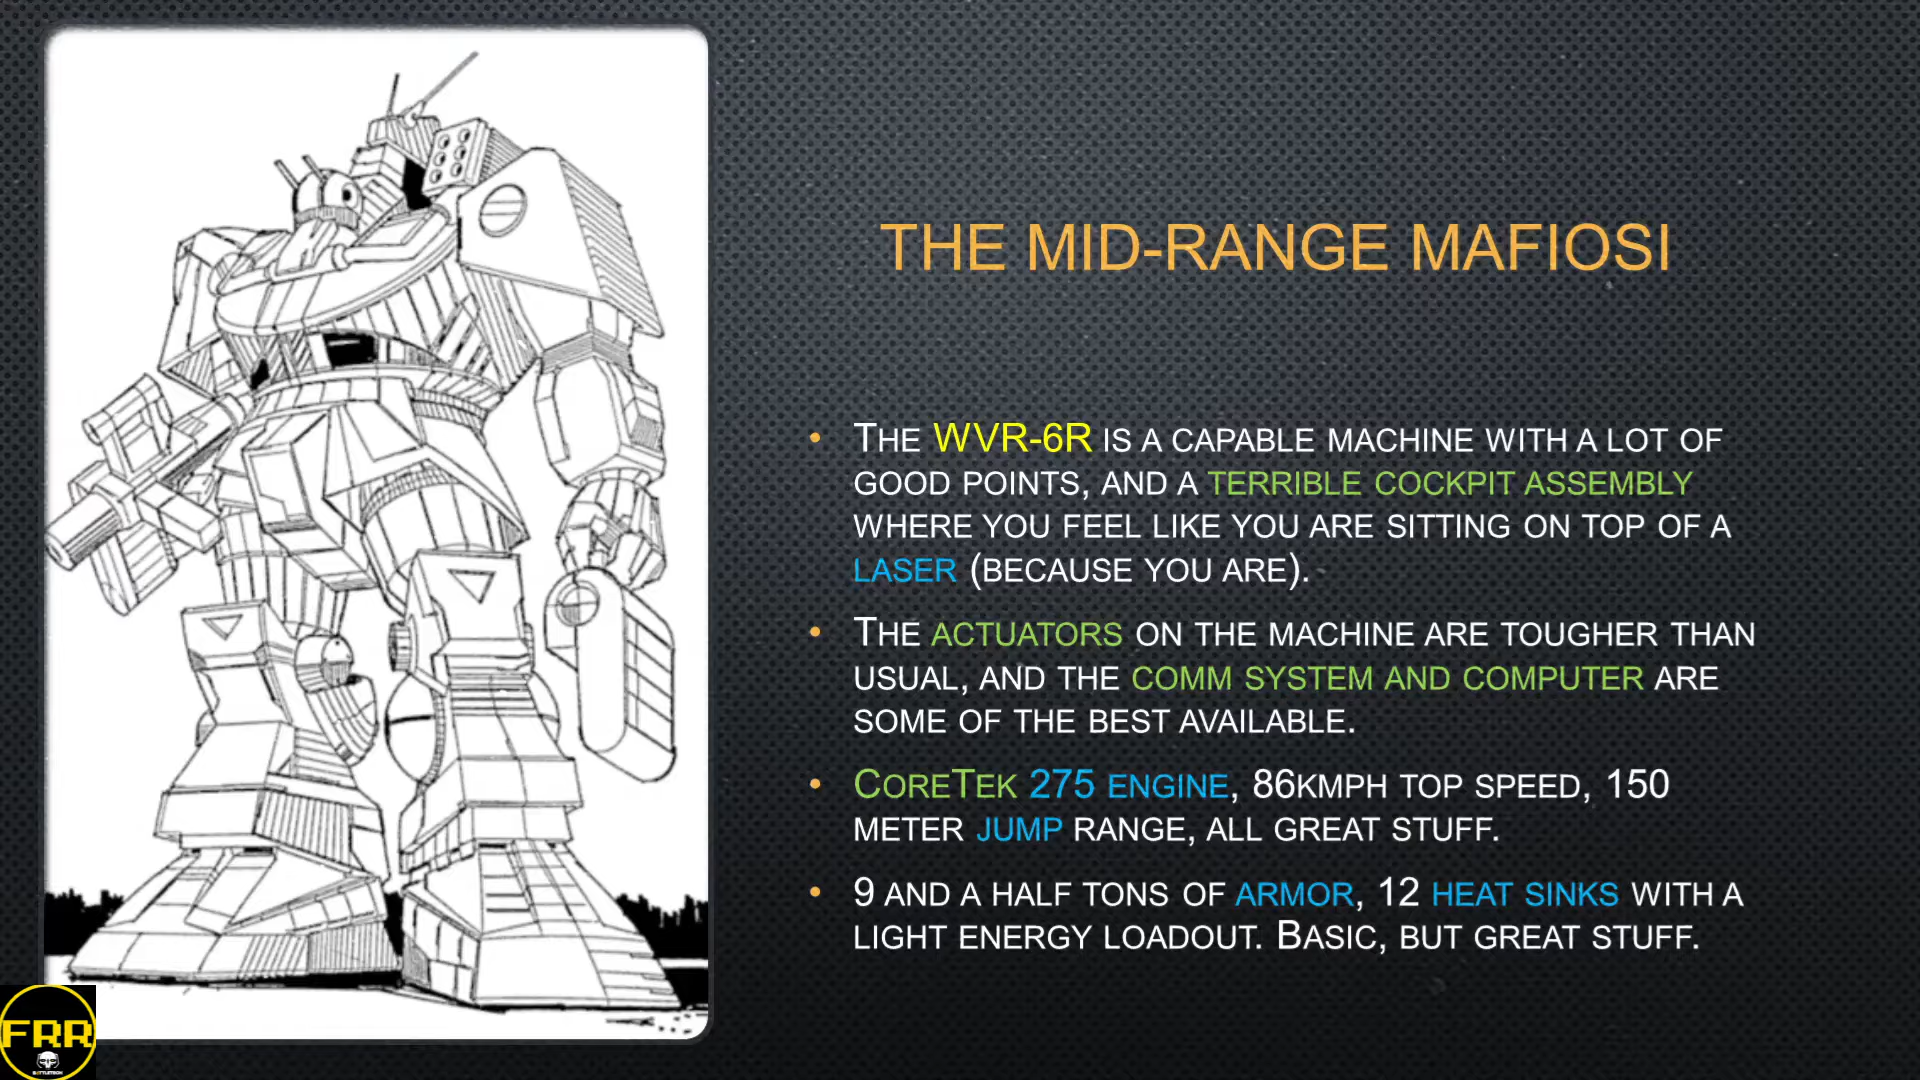 THE MID-RANGE MAFIOSI
• THE WVR-6R IS A CAPABLE MACHINE WITH A LOT OF
GOOD POINTS, AND A TERRIBLE COCKPIT ASSEMBLY
WHERE YOU FEEL LIKE YOU ARE SITTING ON TOP OF A
LASER (BECAUSE YOU ARE).
• THE ACTUATORS ON THE MACHINE ARE TOUGHER THAN
USUAL, AND THE COMM SYSTEM AND COMPUTER ARE
SOME OF THE BEST AVAILABLE.
• CORETEK 275 ENGINE, 86KMPH TOP SPEED, 150
METER JUMP RANGE, ALL GREAT STUFF.
• 9 AND A HALF TONS OF ARMOR, 12 HEAT SINKS WITH A
LIGHT ENERGY LOADOUT. BASIC, BUT GREAT STUFF.
FRR
BATTLETECH